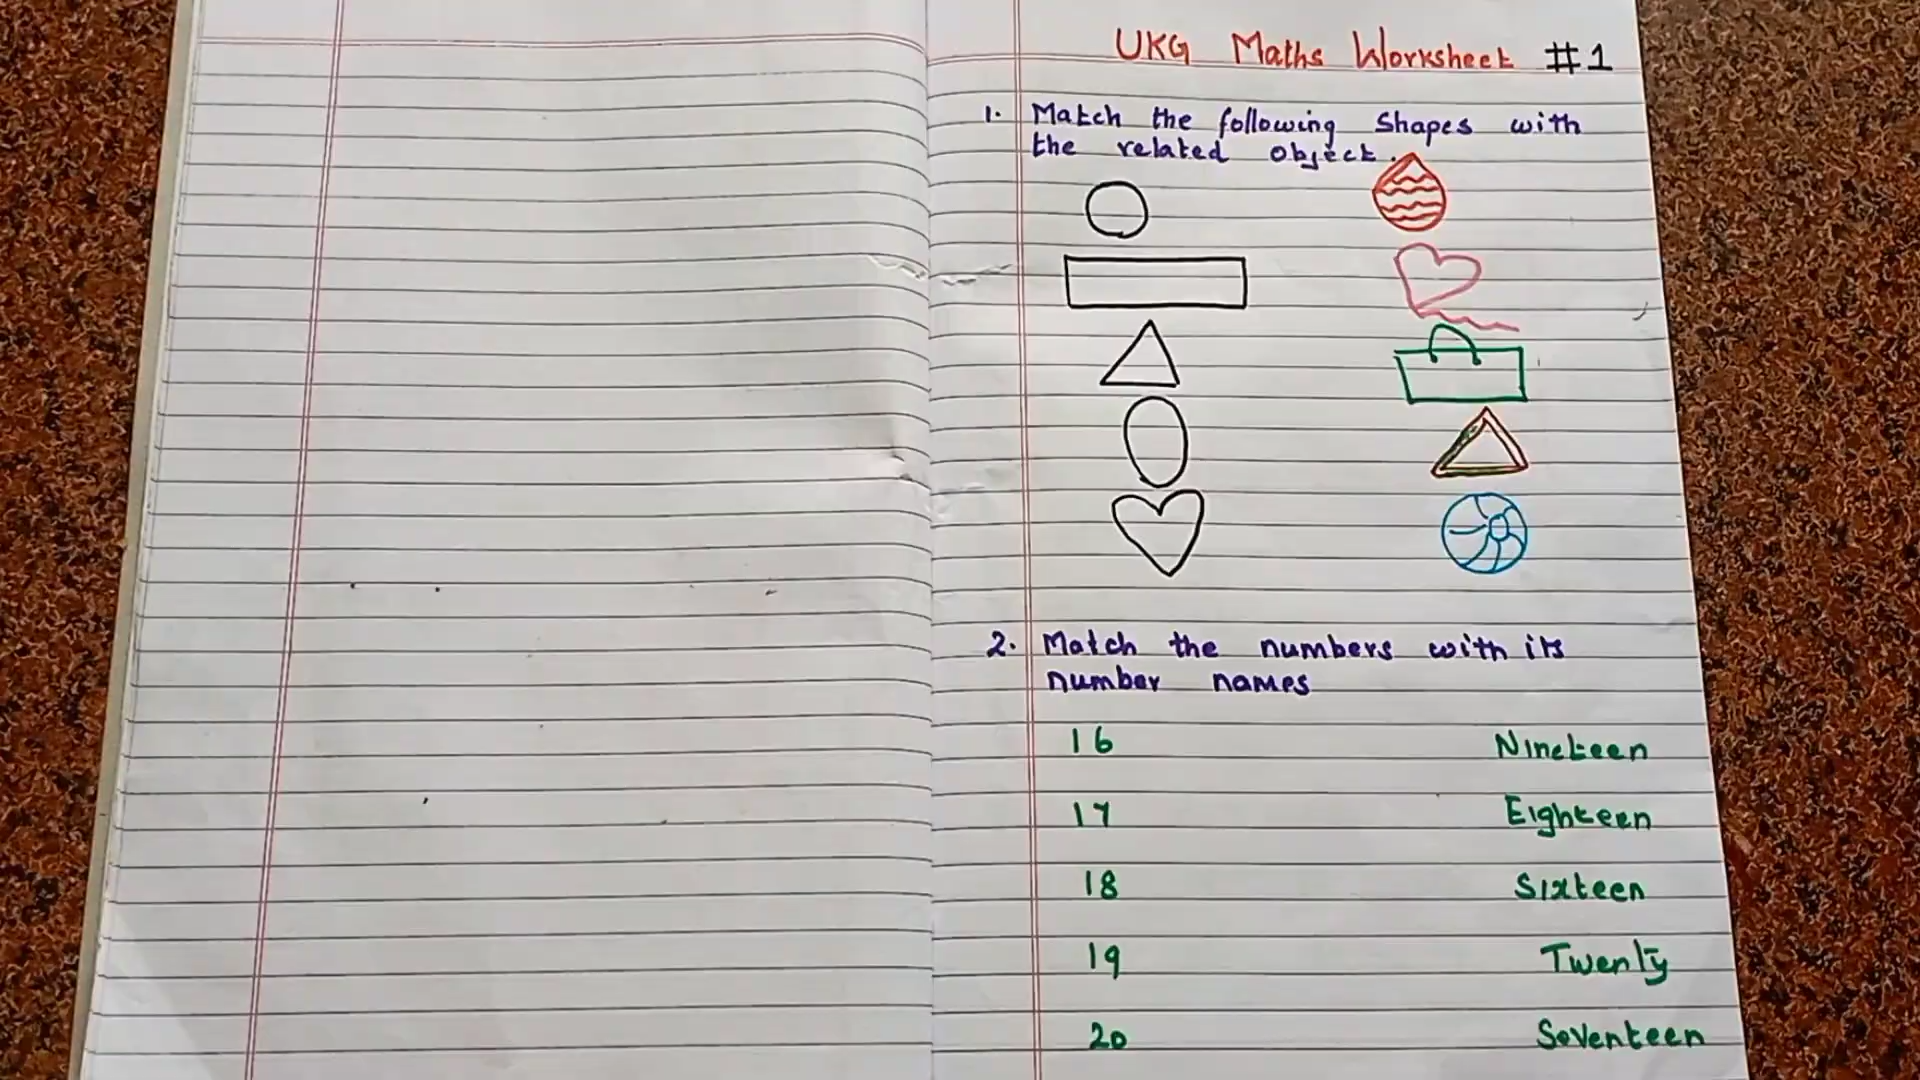 UKG Maths Worksheet #1
1. Match the following Shapes with
the related object.
2. Match the numbers with its
number names
16 Nineteen
17 Eighteen
18 Sixteen
19 Twenty
20 Seventeen